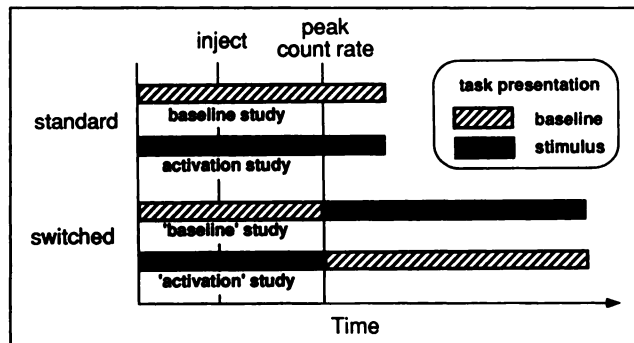 inject
peak
count rate
task presentation
baseline
stimulus
standard
baseline study
activation study
switched
'baseline' study
'activation' study
Time